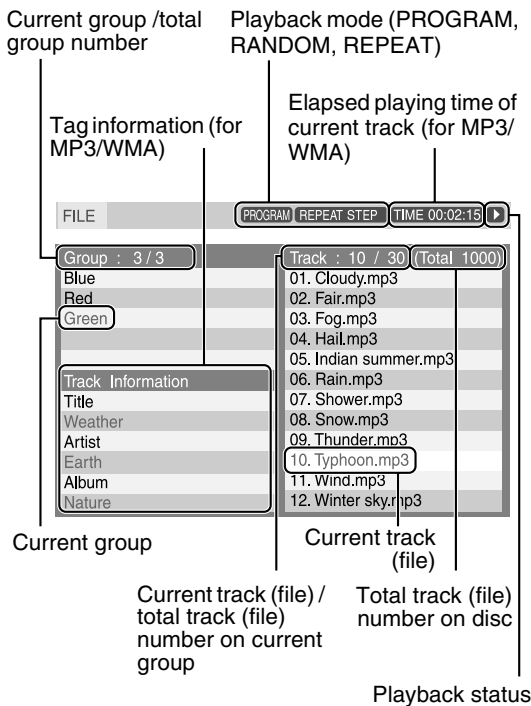 Current group /total
group number
Playback mode (PROGRAM,
RANDOM, REPEAT)
Tag information (for
MP3/WMA)
Elapsed playing time of
current track (for MP3/
WMA)
FILE
PROGRAM REPEAT STEP TIME 00:02:15
Group : 3 / 3
Blue
Red
Green
Track Information
Title
Weather
Artist
Earth
Album
Nature
Track : 10 / 30 (Total 1000)
01. Cloudy.mp3
02. Fair.mp3
03. Fog.mp3
04. Hail.mp3
05. Indian summer.mp3
06. Rain.mp3
07. Shower.mp3
08. Snow.mp3
09. Thunder.mp3
10. Typhoon.mp3
11. Wind.mp3
12. Winter sky.mp3
Current group
Current track
(file)
Current track (file) /
total track (file)
number on current
group
Total track (file)
number on disc
Playback status